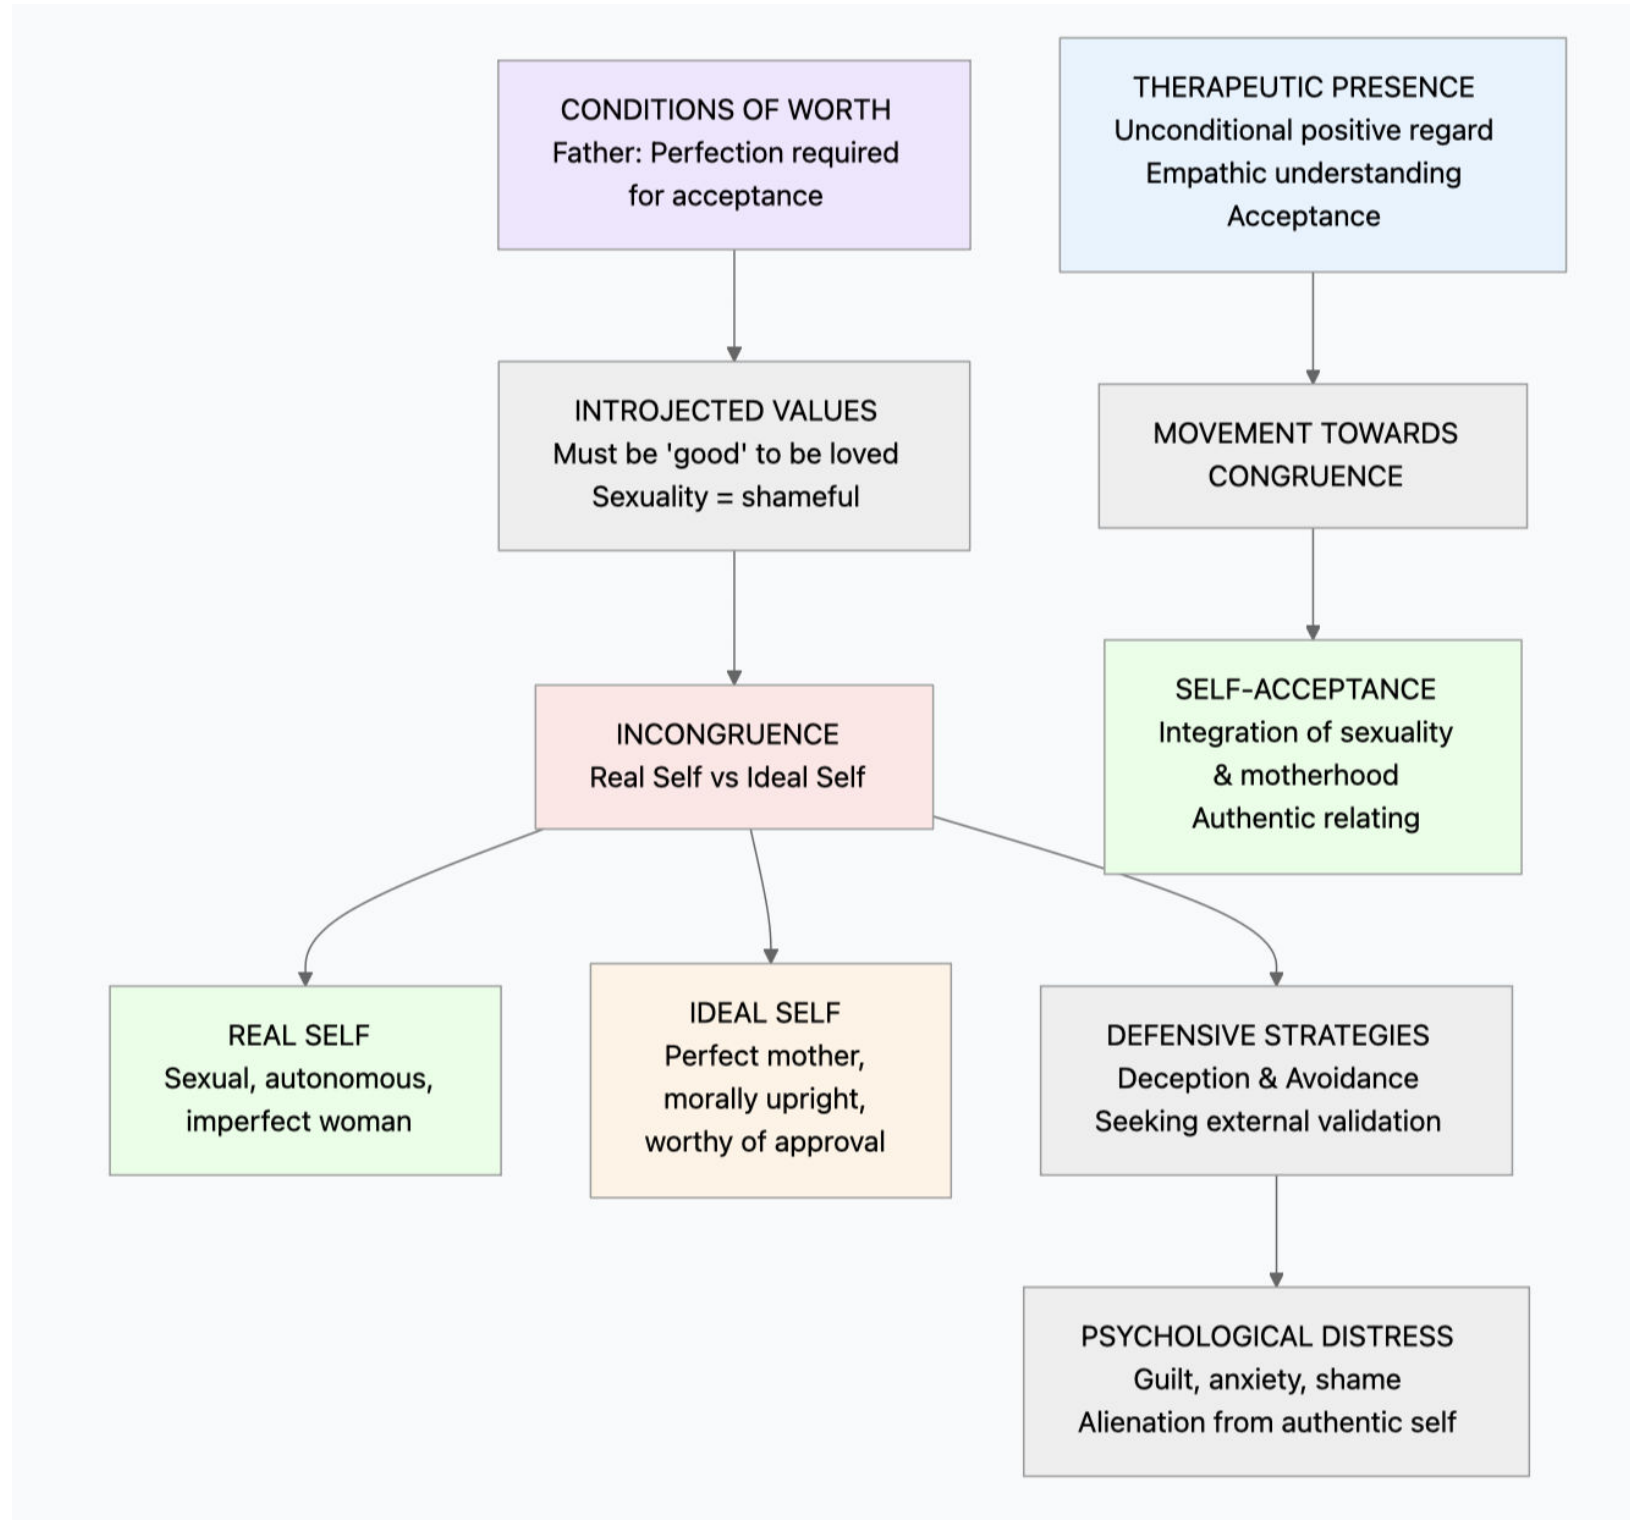 CONDITIONS OF WORTH
Father: Perfection required
for acceptance
THERAPEUTIC PRESENCE
Unconditional positive regard
Empathic understanding
Acceptance
INTROJECTED VALUES
Must be 'good' to be loved
Sexuality = shameful
MOVEMENT TOWARDS
CONGRUENCE
INCONGRUENCE
Real Self vs Ideal Self
SELF-ACCEPTANCE
Integration of sexuality
& motherhood
Authentic relating
REAL SELF
Sexual, autonomous,
imperfect woman
IDEAL SELF
Perfect mother,
morally upright,
worthy of approval
DEFENSIVE STRATEGIES
Deception & Avoidance
Seeking external validation
PSYCHOLOGICAL DISTRESS
Guilt, anxiety, shame
Alienation from authentic self